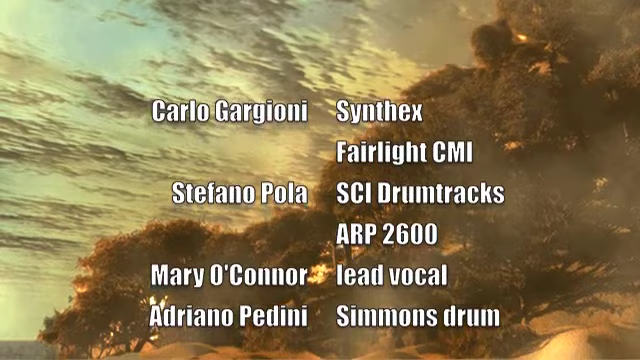 Carlo Gargioni Synthex
Fairlight CMI
Stefano Pola SCI Drumtracks
ARP 2600
Mary O'Connor lead vocal
Adriano Pedini Simmons drum